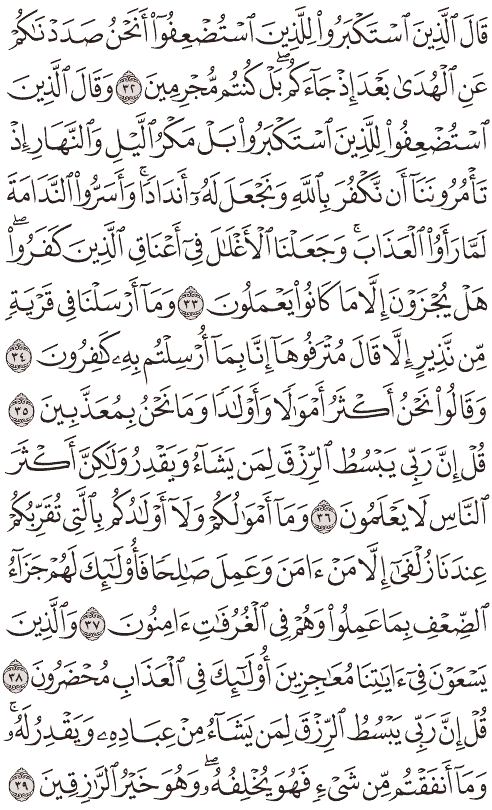 قَالَ ٱلَّذِينَ ٱسْتَكْبَرُوا۟ لِلَّذِينَ ٱسْتُضْعِفُوٓا۟ أَنَحْنُ صَدَدْنَٰكُمْ
عَنِ ٱلْهُدَىٰ بَعْدَ إِذْ جَآءَكُم ۖ بَلْ كُنتُم مُّجْرِمِينَ ٣٢ وَقَالَ ٱلَّذِينَ
ٱسْتُضْعِفُوا۟ لِلَّذِينَ ٱسْتَكْبَرُوا۟ بَلْ مَكْرُ ٱلَّيْلِ وَٱلنَّهَارِ إِذْ
تَأْمُرُونَنَآ أَن نَّكْفُرَ بِٱللَّهِ وَنَجْعَلَ لَهُۥٓ أَندَادًا ۚ وَأَسَرُّوا۟ ٱلنَّدَامَةَ
لَمَّا رَأَوُا۟ ٱلْعَذَابَ ۚ وَجَعَلْنَا ٱلْأَغْلَٰلَ فِىٓ أَعْنَاقِ ٱلَّذِينَ كَفَرُوا۟ ۖ
هَلْ يُجْزَوْنَ إِلَّا مَا كَانُوا۟ يَعْمَلُونَ ٣٣ وَمَآ أَرْسَلْنَا فِى قَرْيَةٍ
مِّن نَّذِيرٍ إِلَّا قَالَ مُتْرَفُوهَآ إِنَّا بِمَآ أُرْسِلْتُم بِهِۦ كَٰفِرُونَ ٣٤
وَقَالُوا۟ نَحْنُ أَكْثَرُ أَمْوَٰلًا وَأَوْلَٰدًا وَمَا نَحْنُ بِمُعَذَّبِينَ ٣٥
قُلْ إِنَّ رَبِّى يَبْسُطُ ٱلرِّزْقَ لِمَن يَشَآءُ وَيَقْدِرُ وَلَٰكِنَّ أَكْثَرَ
ٱلنَّاسِ لَا يَعْلَمُونَ ٣٦ وَمَآ أَمْوَٰلُكُمْ وَلَآ أَوْلَٰدُكُم بِٱلَّتِى تُقَرِّبُكُمْ
عِندَنَا زُلْفَىٰٓ إِلَّا مَنْ ءَامَنَ وَعَمِلَ صَٰلِحًا فَأُو۟لَٰٓئِكَ لَهُمْ جَزَآءُ
ٱلضِّعْفِ بِمَا عَمِلُوا۟ وَهُمْ فِى ٱلْغُرُفَٰتِ ءَامِنُونَ ٣٧ وَٱلَّذِينَ
يَسْعَوْنَ فِىٓ ءَايَٰتِنَا مُعَٰجِزِينَ أُو۟لَٰٓئِكَ فِى ٱلْعَذَابِ مُحْضَرُونَ ٣٨
قُلْ إِنَّ رَبِّى يَبْسُطُ ٱلرِّزْقَ لِمَن يَشَآءُ مِنْ عِبَادِهِۦ وَيَقْدِرُ لَهُۥ ۚ
وَمَآ أَنفَقْتُم مِّن شَىْءٍ فَهُوَ يُخْلِفُهُۥ ۖ وَهُوَ خَيْرُ ٱلرَّٰزِقِينَ ٣٩